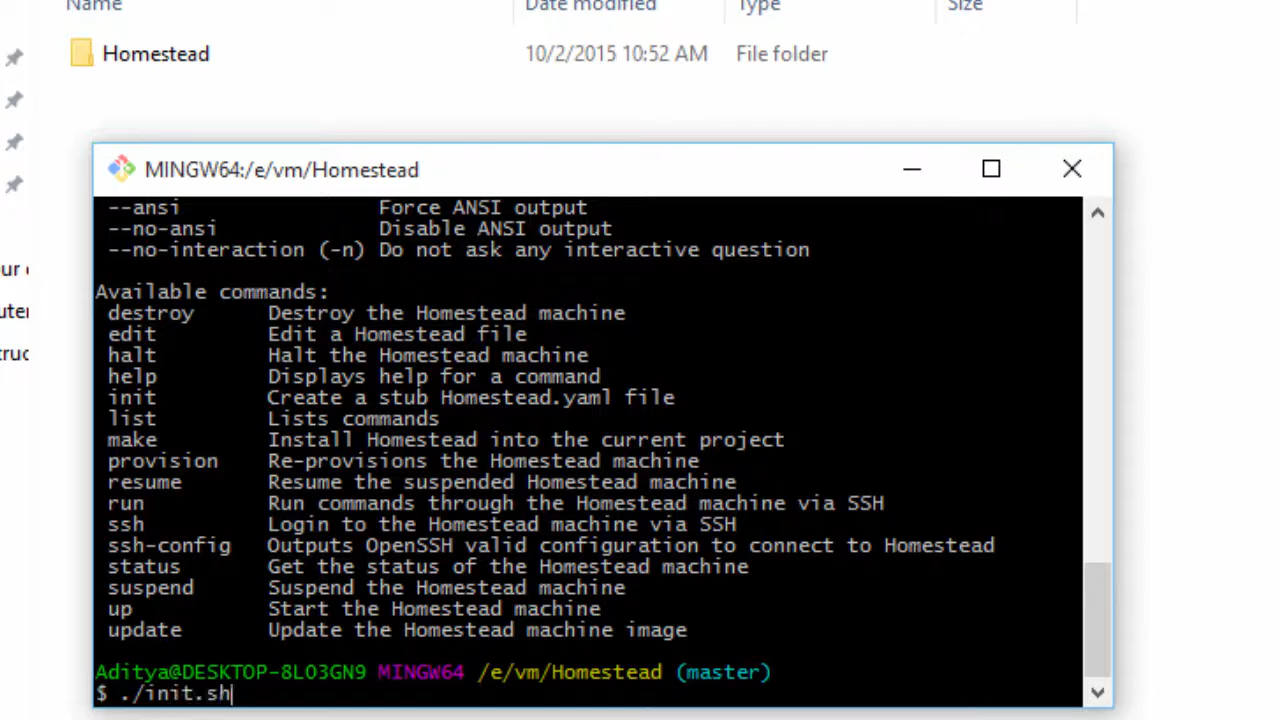 Name Date modified Type Size
Homestead 10/2/2015 10:52 AM File folder
MINGW64:/e/vm/Homestead
--ansi Force ANSI output
--no-ansi Disable ANSI output
--no-interaction (-n) Do not ask any interactive question
Available commands:
destroy Destroy the Homestead machine
edit Edit a Homestead file
halt Halt the Homestead machine
help Displays help for a command
init Create a stub Homestead.yaml file
list Lists commands
make Install Homestead into the current project
provision Re-provisions the Homestead machine
resume Resume the suspended Homestead machine
run Run commands through the Homestead machine via SSH
ssh Login to the Homestead machine via SSH
ssh-config Outputs OpenSSH valid configuration to connect to Homestead
status Get the status of the Homestead machine
suspend Suspend the Homestead machine
up Start the Homestead machine
update Update the Homestead machine image
Aditya@DESKTOP-8LO3GN9 MINGW64 /e/vm/Homestead (master)
$ ./init.sh